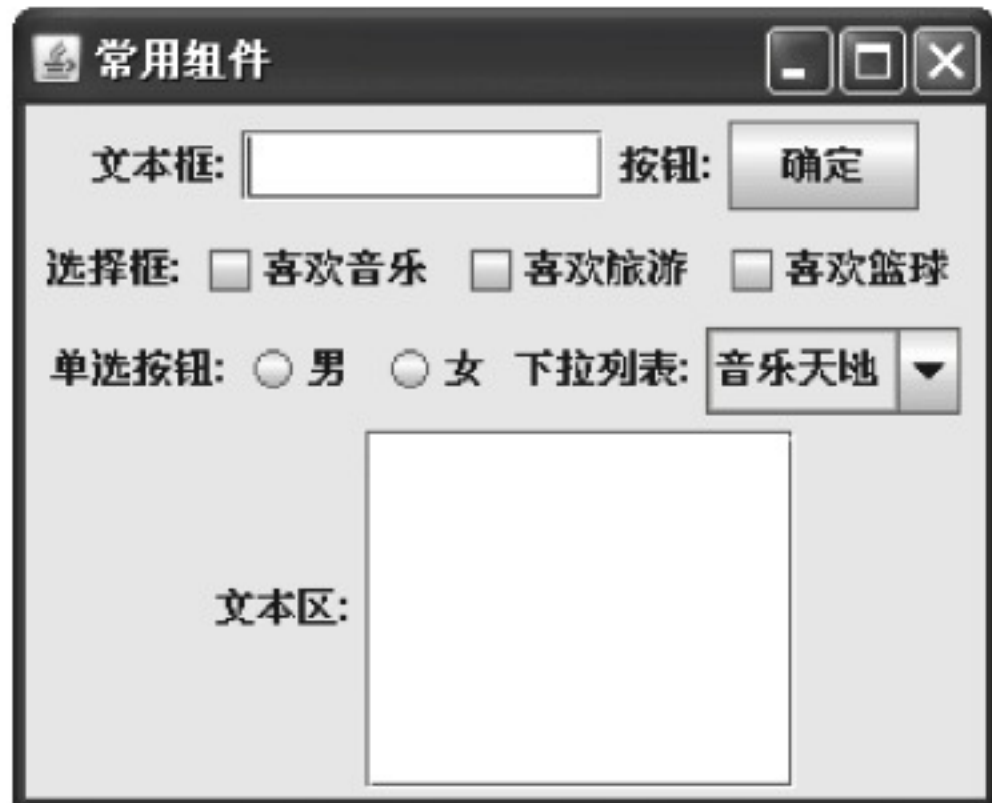 常用组件
文本框: 按钮: 确定
选择框: 喜欢音乐 喜欢旅游 喜欢篮球
单选按钮: 男 女 下拉列表: 音乐天地
文本区: